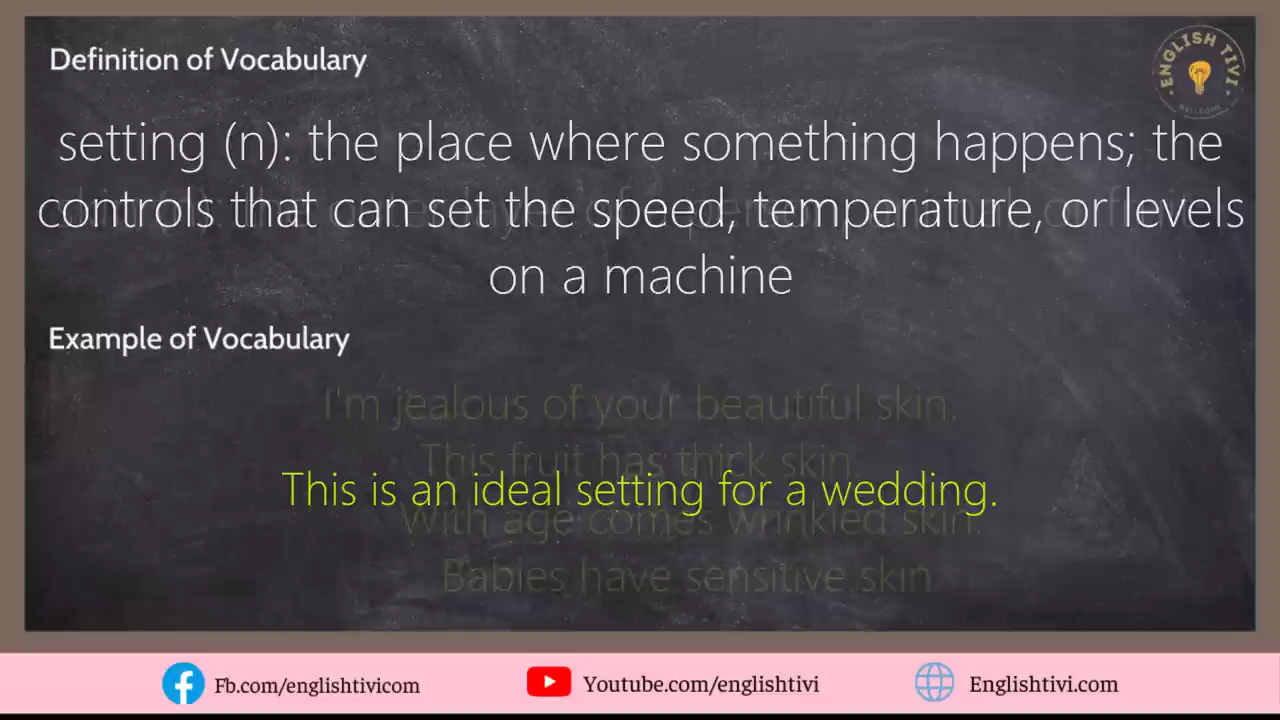 Definition of Vocabulary
ENGLISH TIVI
setting (n): the place where something happens; the
controls that can set the speed, temperature, or levels
on a machine
Example of Vocabulary
I'm jealous of your beautiful skin.
This fruit has thick skin.
This is an ideal setting for a wedding.
With age comes wrinkled skin.
Babies have sensitive skin.
Fb.com/englishtivicom
Youtube.com/englishtivi
Englishtivi.com